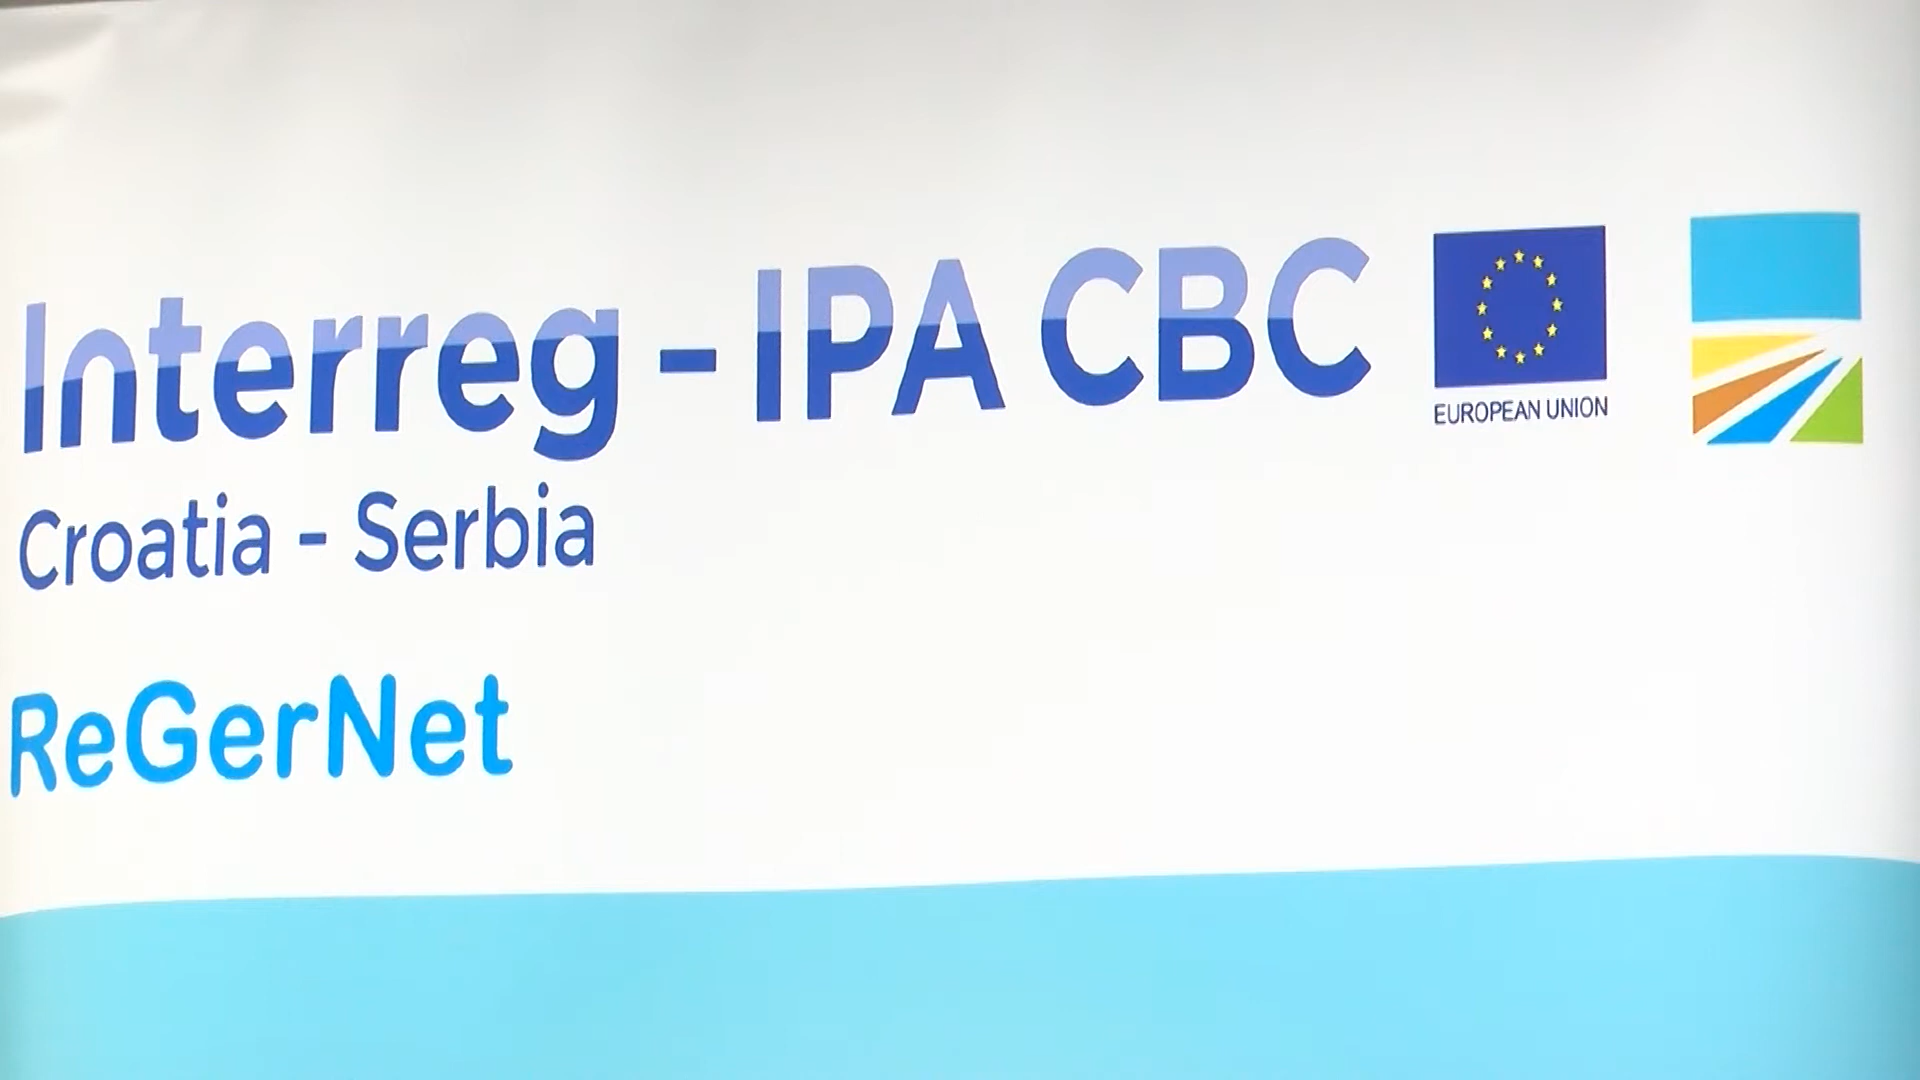 Interreg - IPA CBC
EUROPEAN UNION
Croatia - Serbia
ReGerNet